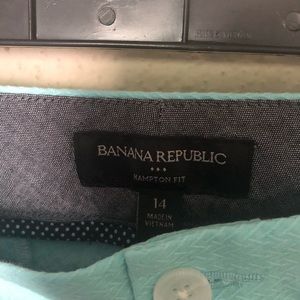 BANANA REPUBLIC
HAMPTON FIT
14
MADE IN
VIETNAM